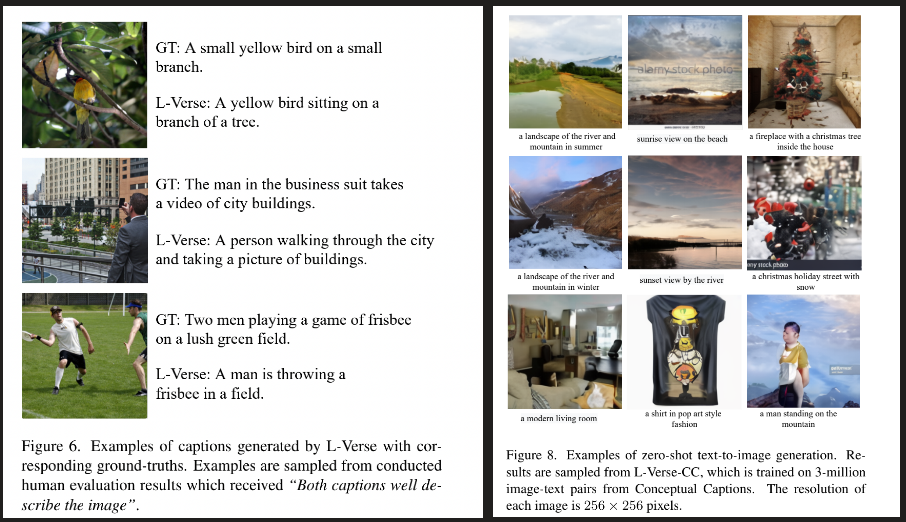 GT: A small yellow bird on a small
branch.
L-Verse: A yellow bird sitting on a
branch of a tree.
GT: The man in the business suit takes
a video of city buildings.
L-Verse: A person walking through the city
and taking a picture of buildings.
GT: Two men playing a game of frisbee
on a lush green field.
L-Verse: A man is throwing a
frisbee in a field.
Figure 6. Examples of captions generated by L-Verse with cor-
responding ground-truths. Examples are sampled from conducted
human evaluation results which received “Both captions well de-
scribe the image”.
alamy stock photo
a landscape of the river and
mountain in summer
sunrise view on the beach
a fireplace with a christmas tree
inside the house
my stock photo
a landscape of the river and
mountain in winter
sunset view by the river
a christmas holiday street with
snow
a modern living room
a shirt in pop art style
fashion
a man standing on the
mountain
Figure 8. Examples of zero-shot text-to-image generation. Re-
sults are sampled from L-Verse-CC, which is trained on 3-million
image-text pairs from Conceptual Captions. The resolution of
each image is 256 × 256 pixels.